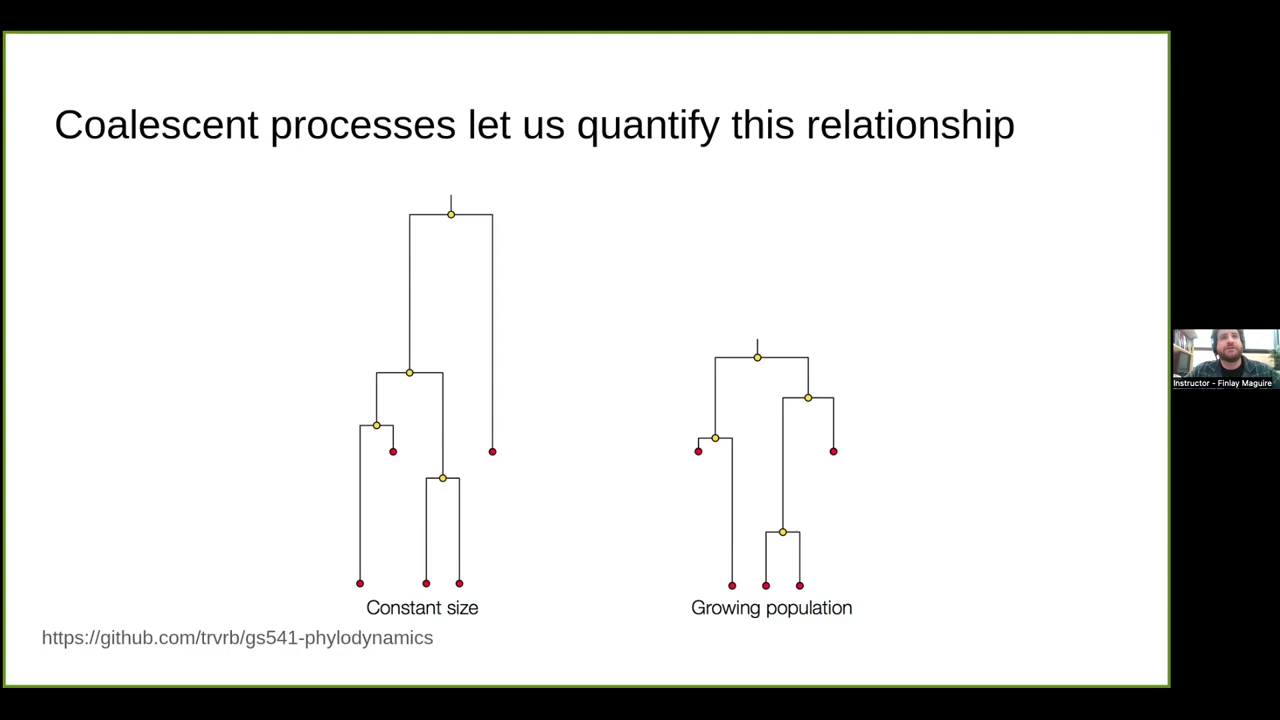 Coalescent processes let us quantify this relationship
Instructor - Finlay Maguire
Constant size
Growing population
https://github.com/trvrb/gs541-phylodynamics